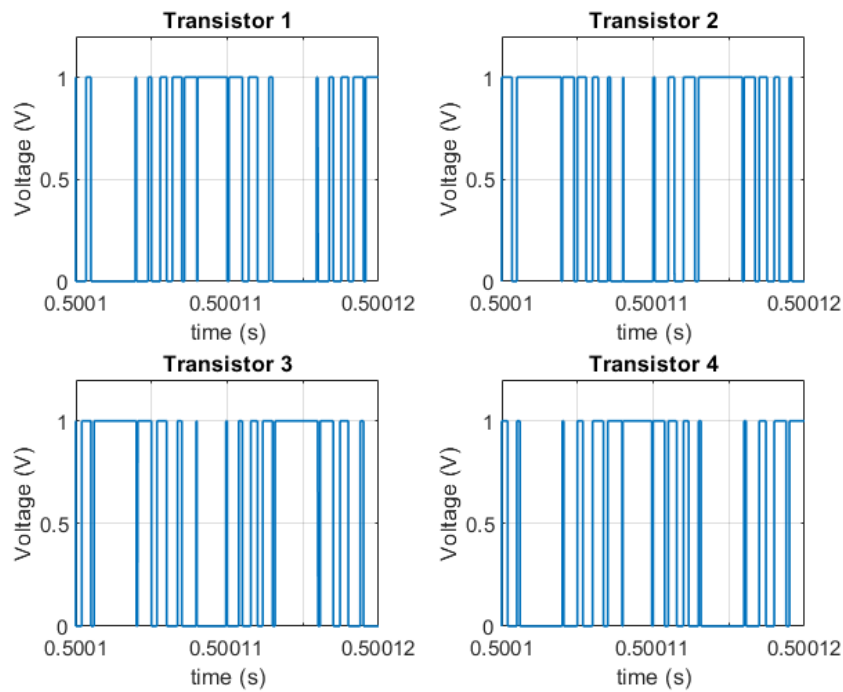 Transistor 1
Voltage (V)
1
0.5
0
0.5001
0.50011
0.50012
time (s)
Transistor 2
Voltage (V)
1
0.5
0
0.5001
0.50011
0.50012
time (s)
Transistor 3
Voltage (V)
1
0.5
0
0.5001
0.50011
0.50012
time (s)
Transistor 4
Voltage (V)
1
0.5
0
0.5001
0.50011
0.50012
time (s)